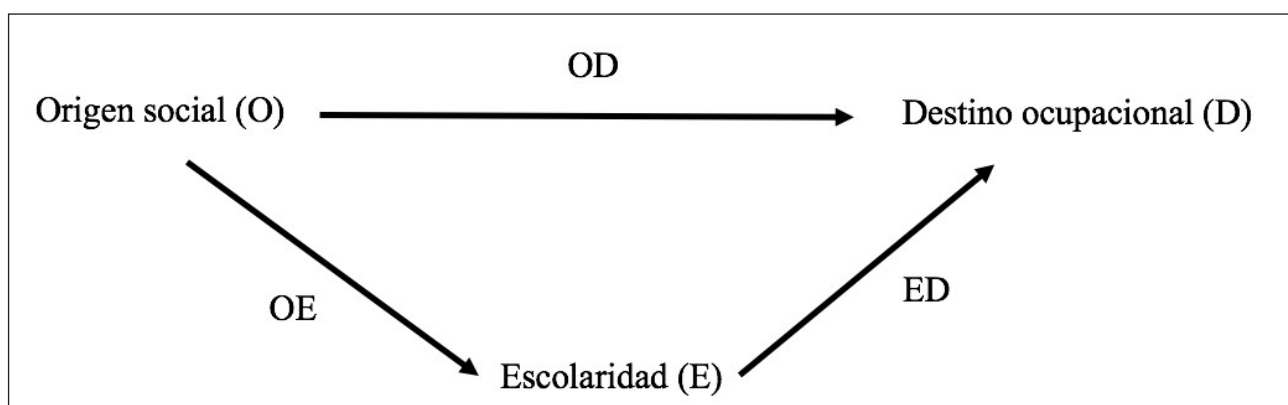 OD
Origen social (O)
Destino ocupacional (D)
OE
ED
Escolaridad (E)